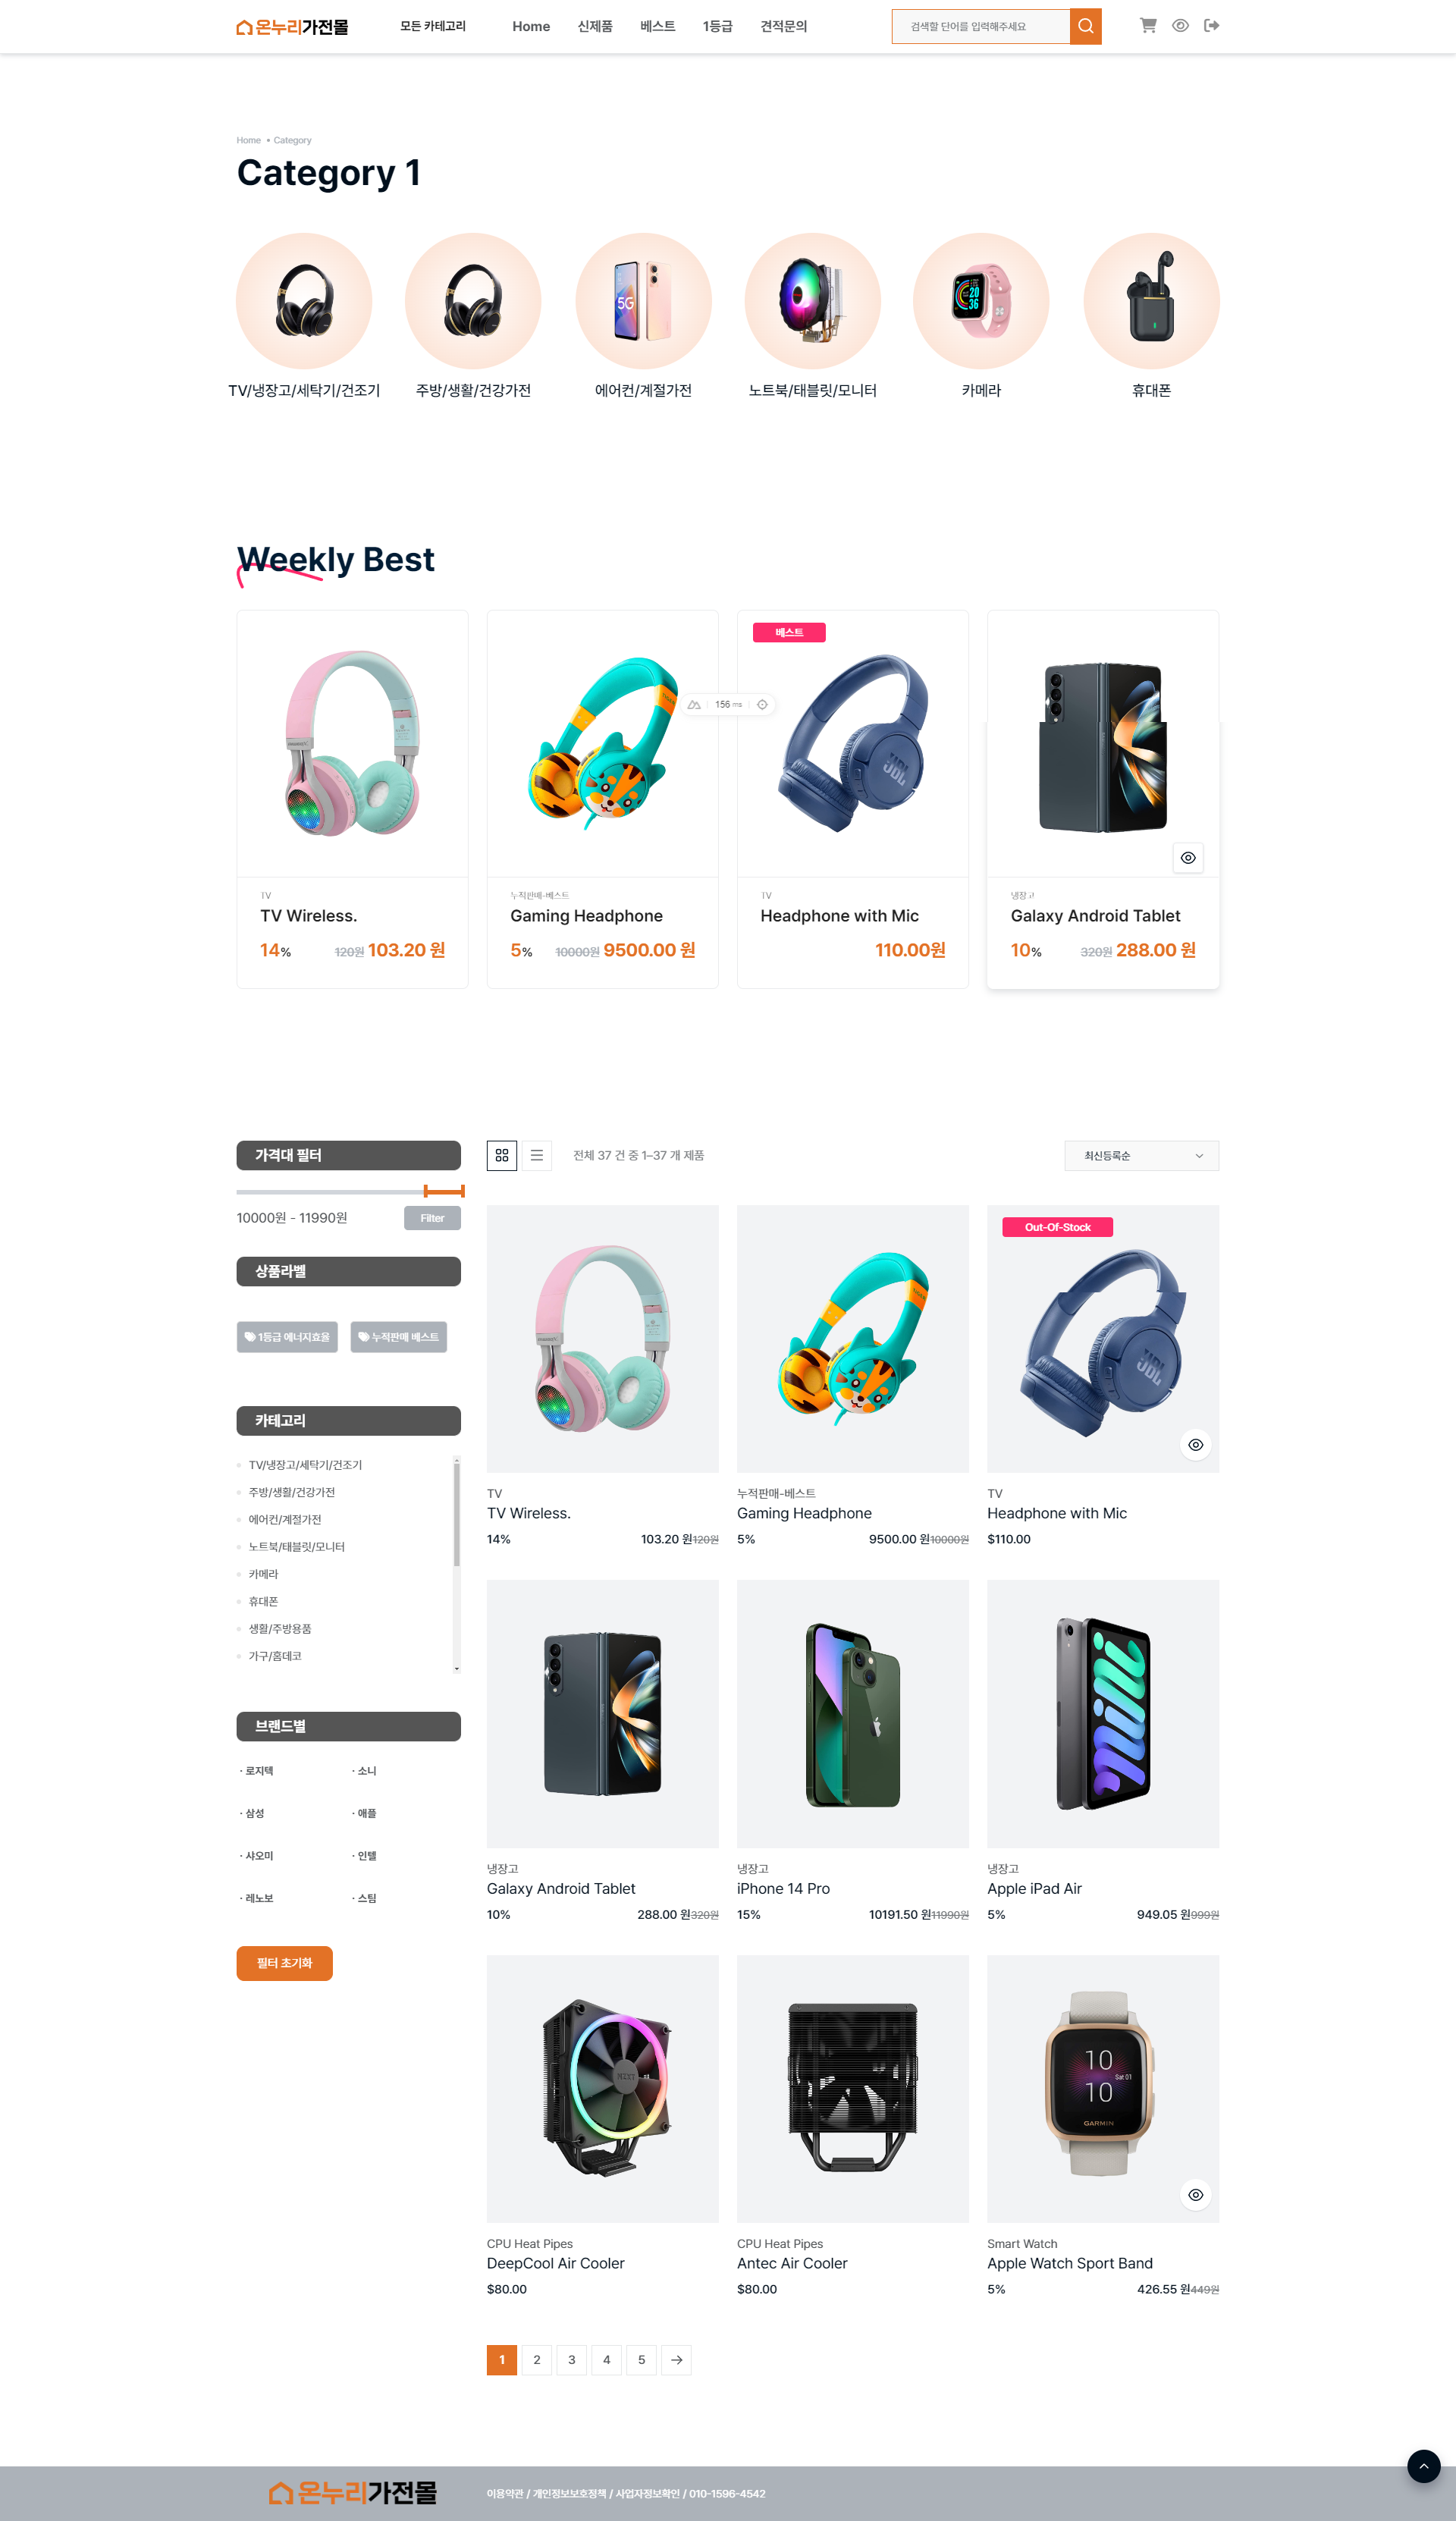 온누리가전몰
모든 카테고리
Home
신제품
베스트
1등급
견적문의
검색할 단어를 입력해주세요
Home • Category
Category 1
5G
20
36
TV/냉장고/세탁기/건조기
주방/생활/건강가전
에어컨/계절가전
노트북/태블릿/모니터
카메라
휴대폰
Weekly Best
베스트
156 ms
JBL
TV
TV Wireless.
14%
120원 103.20 원
누적판매-베스트
Gaming Headphone
5%
10000원 9500.00 원
TV
Headphone with Mic
110.00원
냉장고
Galaxy Android Tablet
10%
320원 288.00 원
가격대 필터
10000원 - 11990원
Filter
상품라벨
1등급 에너지효율
누적판매 베스트
카테고리
TV/냉장고/세탁기/건조기
주방/생활/건강가전
에어컨/계절가전
노트북/태블릿/모니터
카메라
휴대폰
생활/주방용품
가구/홈데코
브랜드별
· 로지텍
· 소니
· 삼성
· 애플
· 샤오미
· 인텔
· 레노보
· 스팀
필터 초기화
전체 37 건 중 1–37 개 제품
최신등록순
Out-Of-Stock
JBL
TV
TV Wireless.
14%
103.20 원120원
누적판매-베스트
Gaming Headphone
5%
9500.00 원10000원
TV
Headphone with Mic
$110.00
냉장고
Galaxy Android Tablet
10%
288.00 원320원
냉장고
iPhone 14 Pro
15%
10191.50 원11990원
냉장고
Apple iPad Air
5%
949.05 원999원
NZXT
10
10
Sat 01
GARMIN
CPU Heat Pipes
DeepCool Air Cooler
$80.00
CPU Heat Pipes
Antec Air Cooler
$80.00
Smart Watch
Apple Watch Sport Band
5%
426.55 원449원
1
2
3
4
5
온누리가전몰
이용약관 / 개인정보보호정책 / 사업자정보확인 / 010-1596-4542